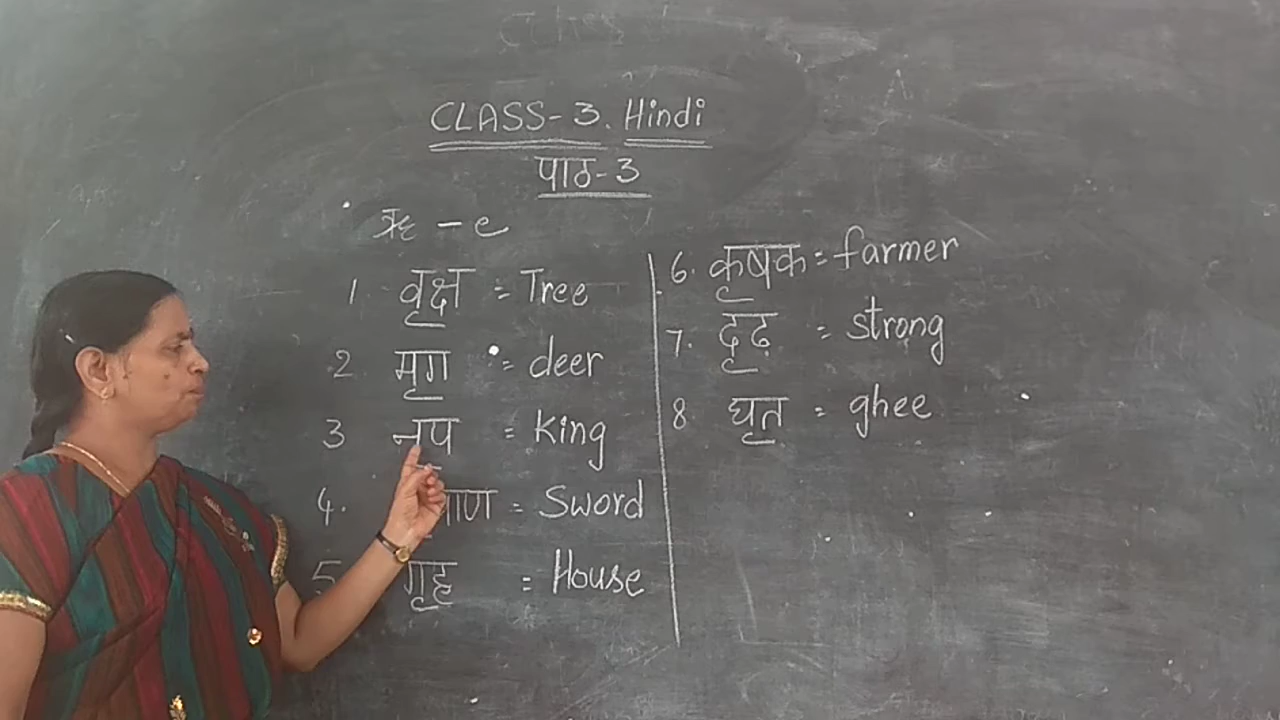 CLASS-3. Hindi
पाठ-3
ऋ - ृ
1. वृक्ष = Tree
2 मृग = deer
3 नृप = King
4. पाण = Sword
5 गृह = House
6. कृषक = farmer
7. दृढ़ = strong
8 घृत = ghee